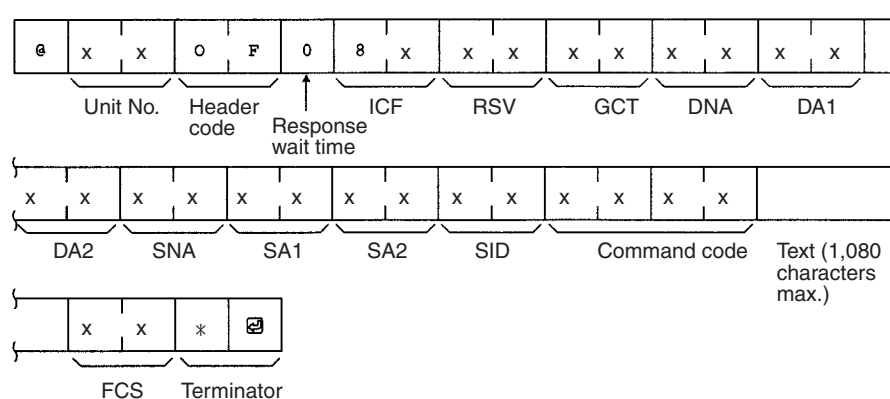 @ x x O F 0 8 x x x x x x x x x
Unit No. Header code Response wait time ICF RSV GCT DNA DA1
x x x x x x x x x x x x x x
DA2 SNA SA1 SA2 SID Command code Text (1,080 characters max.)
x x * ↵
FCS Terminator